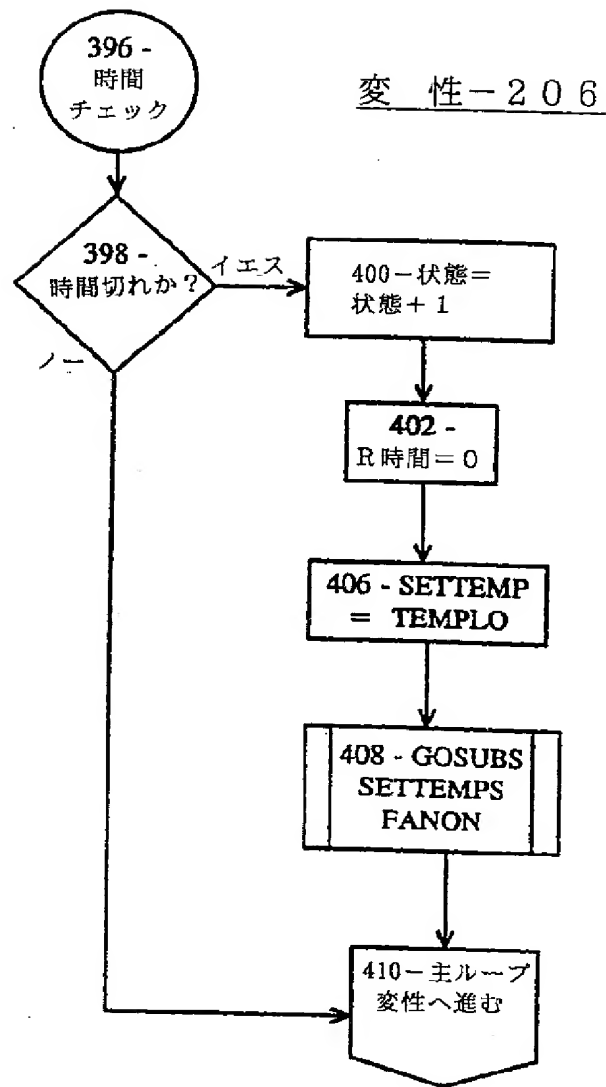 変 性-206
396 -
時間
チェック
398 -
時間切れか?
イエス
ノー
400-状態=
状態+1
402 -
R時間=0
406 - SETTEMP
= TEMPLO
408 - GOSUBS
SETTEMPS
FANON
410-主ループ
変性へ進む